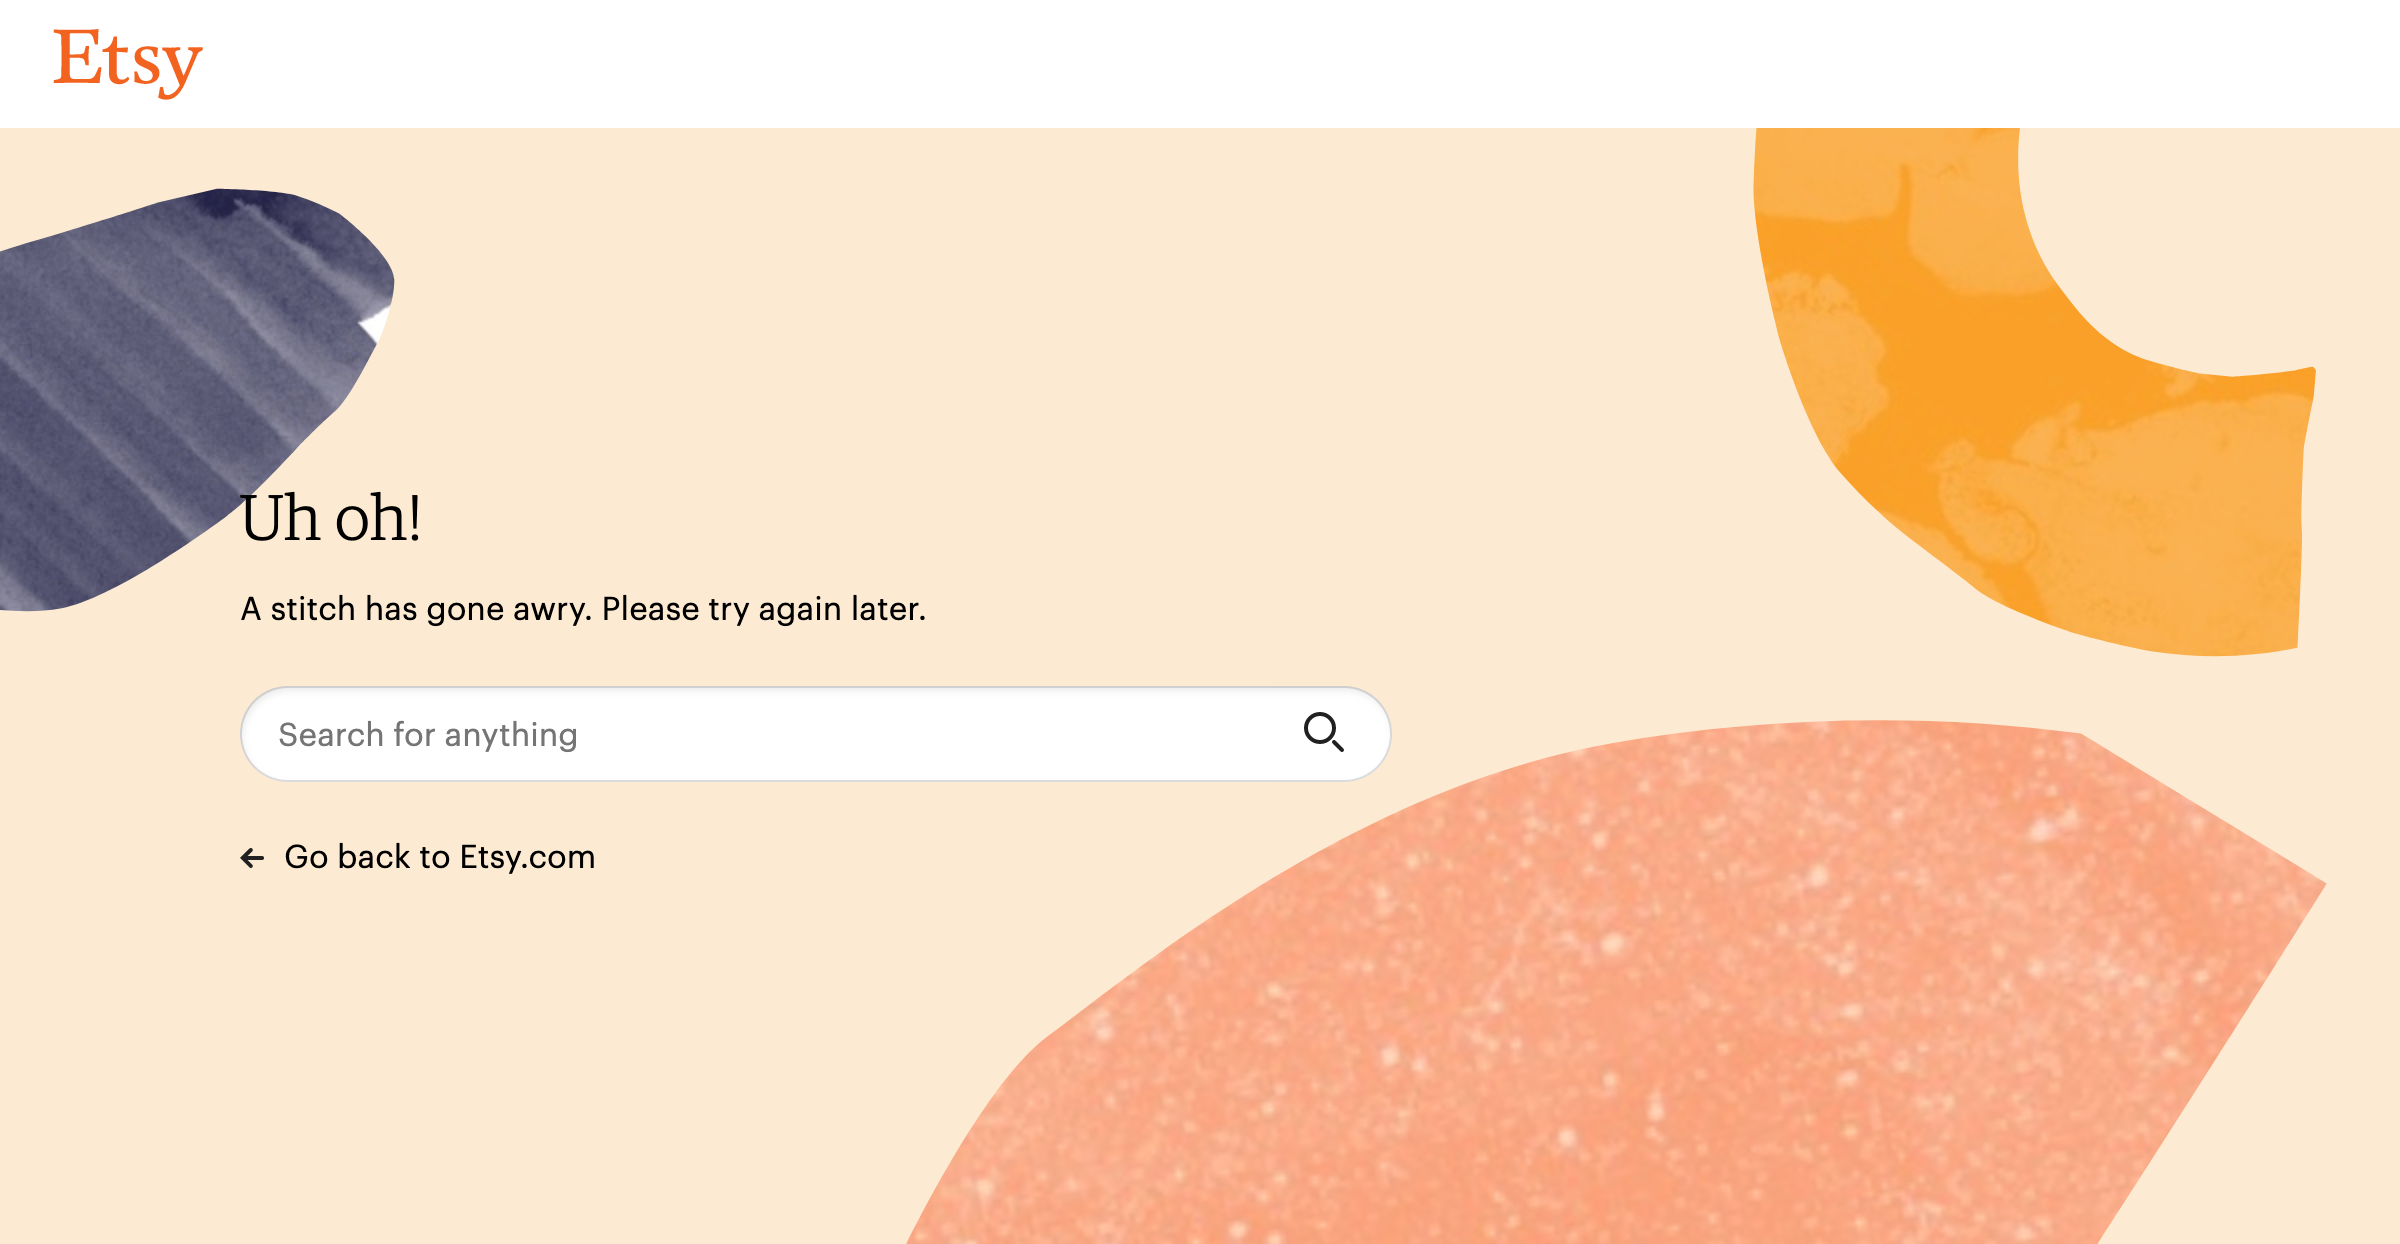 Etsy
Uh oh!
A stitch has gone awry. Please try again later.
Search for anything
Go back to Etsy.com